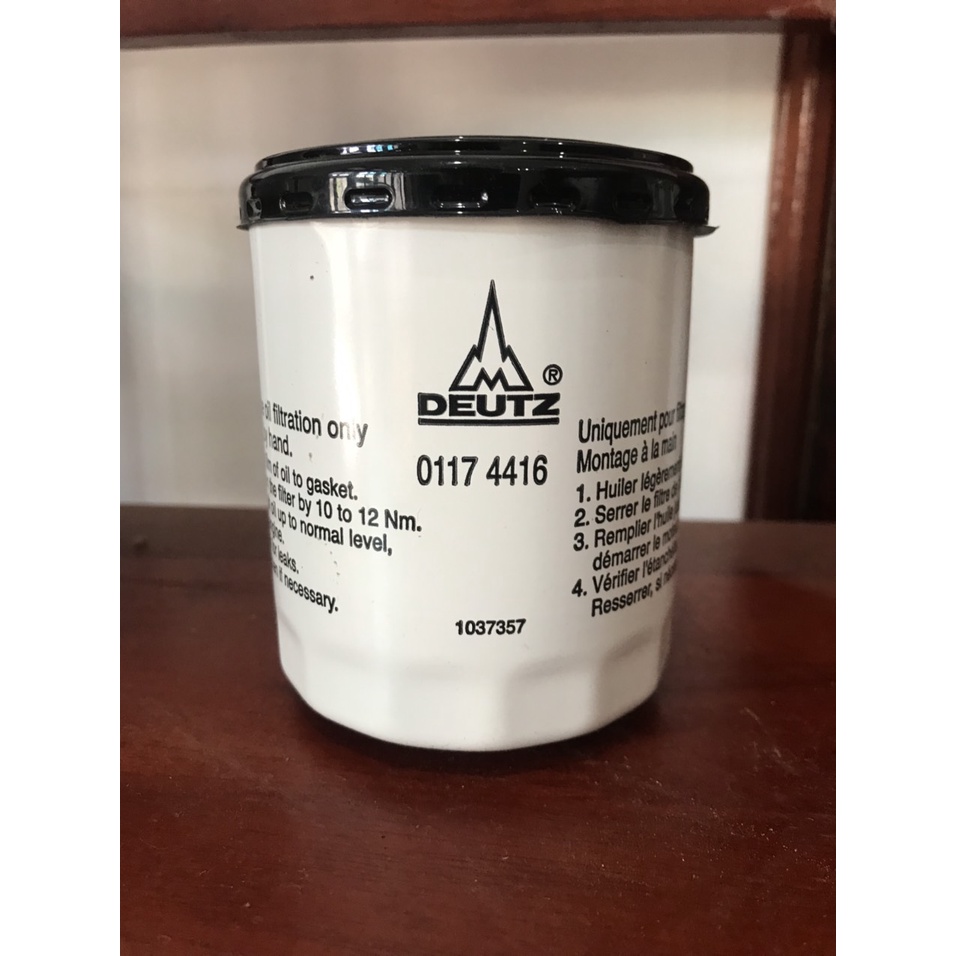 oil filtration only
hand.
of oil to gasket.
filter by 10 to 12 Nm.
oil up to normal level,
leaks.
if necessary.
DEUTZ ®
0117 4416
1037357
Uniquement pour
Montage à la main
1. Huiler
2. Serrer le filtre
3. Remplier l'huile
démarrer le
4. Vérifier
Resserrer, si